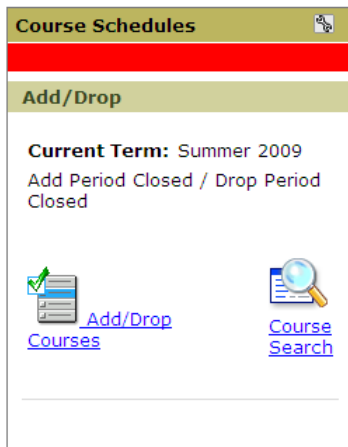 Course Schedules
Add/Drop
Current Term: Summer 2009
Add Period Closed / Drop Period
Closed
Add/Drop
Courses
Course
Search